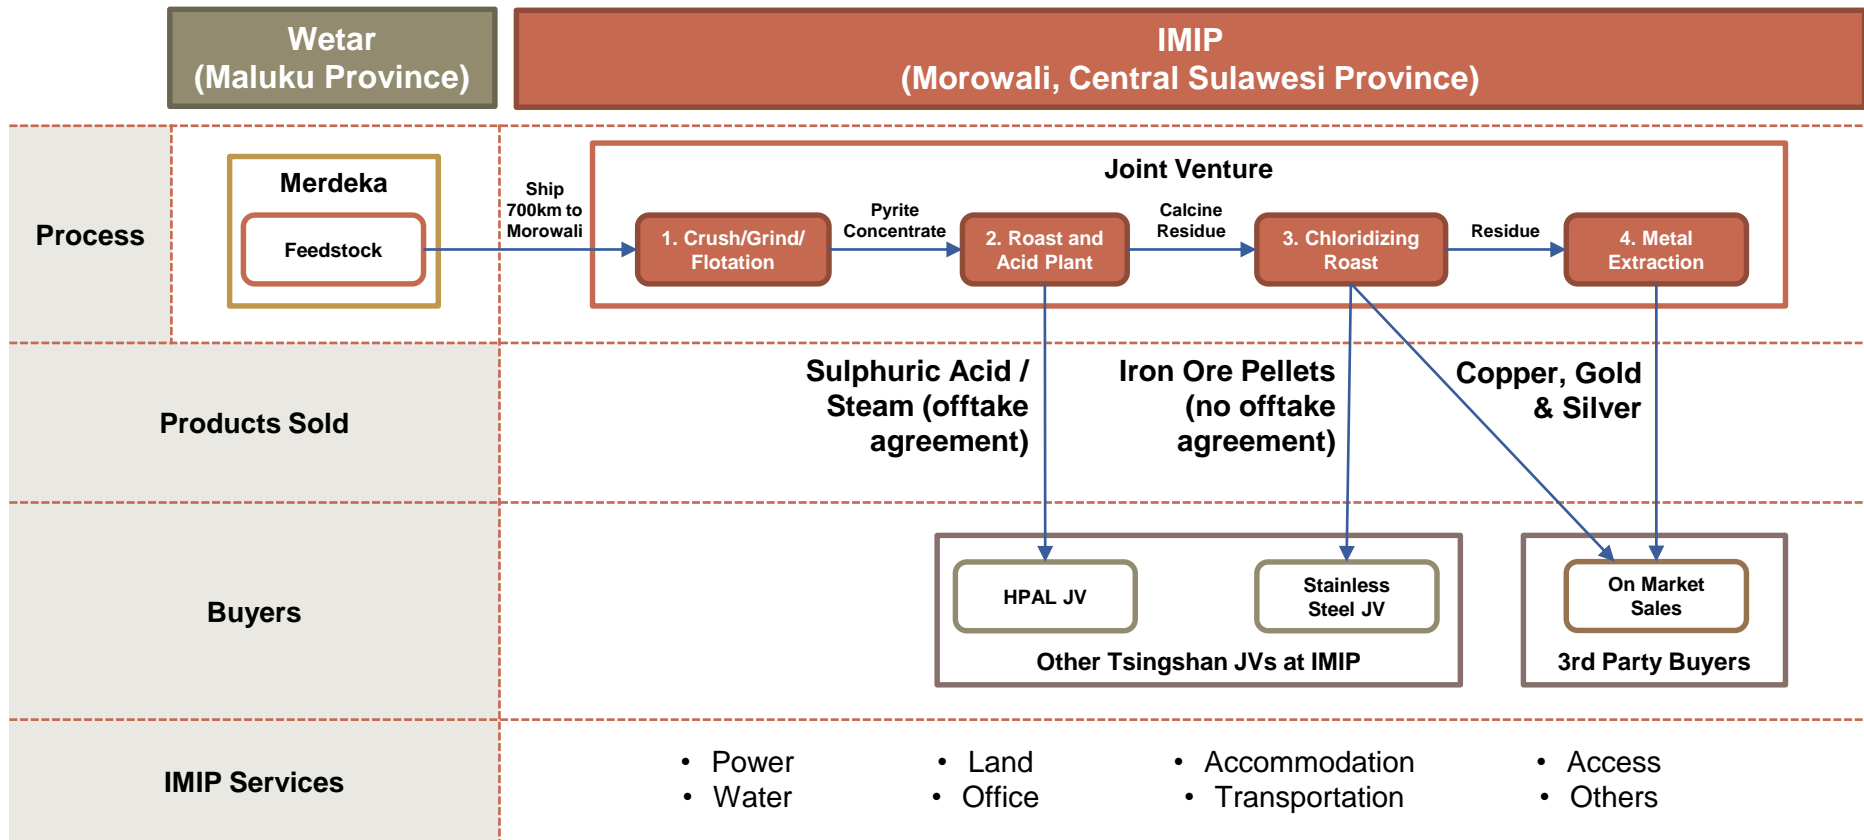 Wetar
(Maluku Province)
IMIP
(Morowali, Central Sulawesi Province)
Process
Merdeka
Feedstock
Ship
700km to
Morowali
Joint Venture
1. Crush/Grind/
Flotation
Pyrite
Concentrate
2. Roast and
Acid Plant
Calcine
Residue
3. Chloridizing
Roast
Residue
4. Metal
Extraction
Products Sold
Sulphuric Acid /
Steam (offtake
agreement)
Iron Ore Pellets
(no offtake
agreement)
Copper, Gold
& Silver
Buyers
HPAL JV
Stainless
Steel JV
Other Tsingshan JVs at IMIP
On Market
Sales
3rd Party Buyers
IMIP Services
• Power
• Water
• Land
• Office
• Accommodation
• Transportation
• Access
• Others